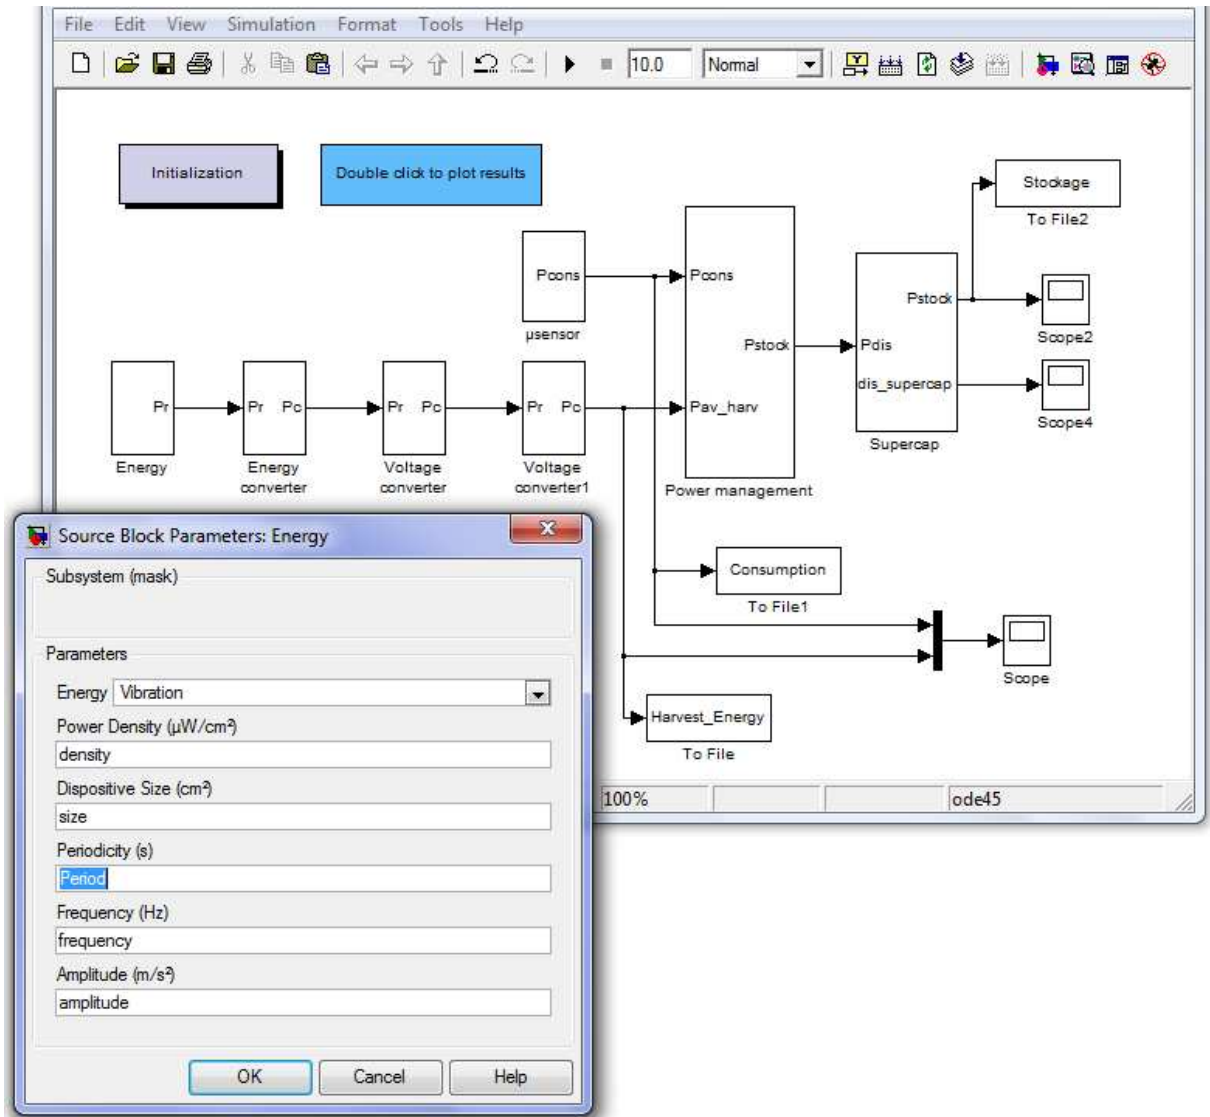 File Edit View Simulation Format Tools Help
10.0 Normal
Initialization
Double click to plot results
Stockage
To File2
Pcons
µsensor
Pcons
Pstock
Pav_harv
Power management
Pstock
Pdis
dis_supercap
Supercap
Scope2
Scope4
Pr
Energy
Pr Pc
Energy
converter
Pr Pc
Voltage
converter
Pr Pc
Voltage
converter1
Consumption
To File1
Scope
Harvest_Energy
To File
100% ode45
Source Block Parameters: Energy
Subsystem (mask)
Parameters
Energy Vibration
Power Density (µW/cm²)
density
Dispositive Size (cm²)
size
Periodicity (s)
Period
Frequency (Hz)
frequency
Amplitude (m/s²)
amplitude
OK Cancel Help